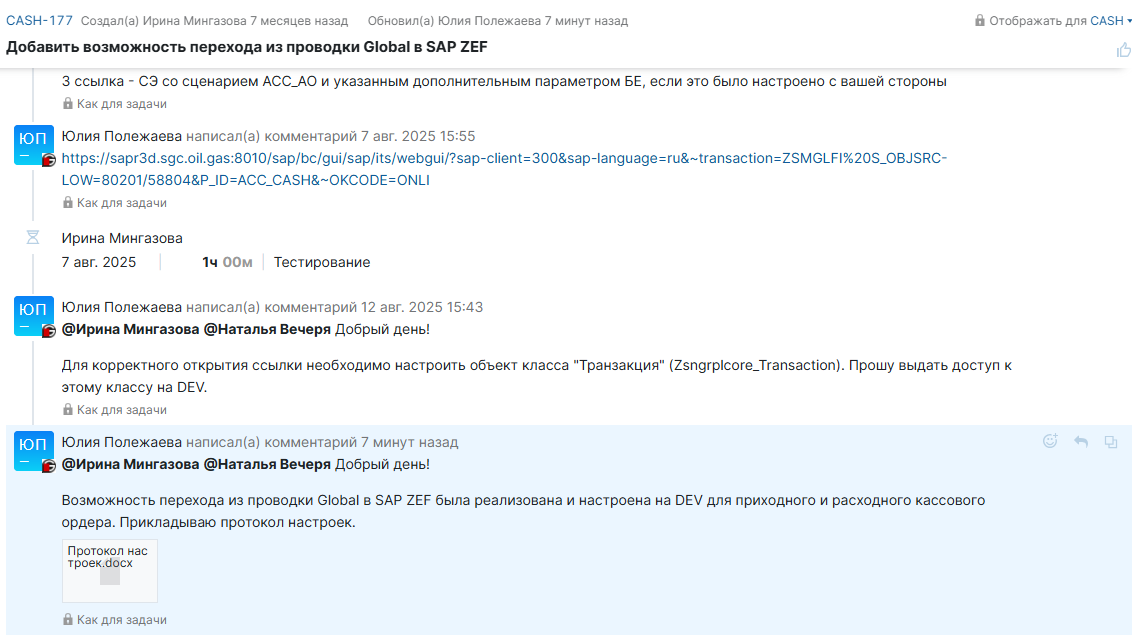 CASH-177 Создал(а) Ирина Мингазова 7 месяцев назад Обновил(а) Юлия Полежаева 7 минут назад Отображать для CASH
Добавить возможность перехода из проводки Global в SAP ZEF
3 ссылка - СЭ со сценарием ACC_AO и указанным дополнительным параметром БЕ, если это было настроено с вашей стороны
Как для задачи
ЮП
Юлия Полежаева написал(а) комментарий 7 авг. 2025 15:55
https://sapr3d.sgc.oil.gas:8010/sap/bc/gui/sap/its/webgui/?sap-client=300&sap-language=ru&~transaction=ZSMGLFI%20S_OBJSRC-
LOW=80201/58804&P_ID=ACC_CASH&~OKCODE=ONLI
Как для задачи
Ирина Мингазова
7 авг. 2025 1ч 00м Тестирование
ЮП
Юлия Полежаева написал(а) комментарий 12 авг. 2025 15:43
@Ирина Мингазова @Наталья Вечеря Добрый день!
Для корректного открытия ссылки необходимо настроить объект класса "Транзакция" (Zsngrplcore_Transaction). Прошу выдать доступ к
этому классу на DEV.
Как для задачи
ЮП
Юлия Полежаева написал(а) комментарий 7 минут назад
@Ирина Мингазова @Наталья Вечеря Добрый день!
Возможность перехода из проводки Global в SAP ZEF была реализована и настроена на DEV для приходного и расходного кассового
ордера. Прикладываю протокол настроек.
Протокол нас
троек.docx
Как для задачи